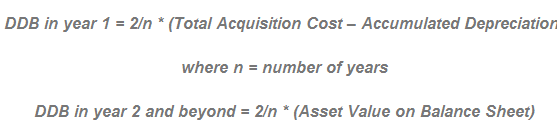 DDB in year 1 = 2/n * (Total Acquisition Cost – Accumulated Depreciation
where n = number of years
DDB in year 2 and beyond = 2/n * (Asset Value on Balance Sheet)